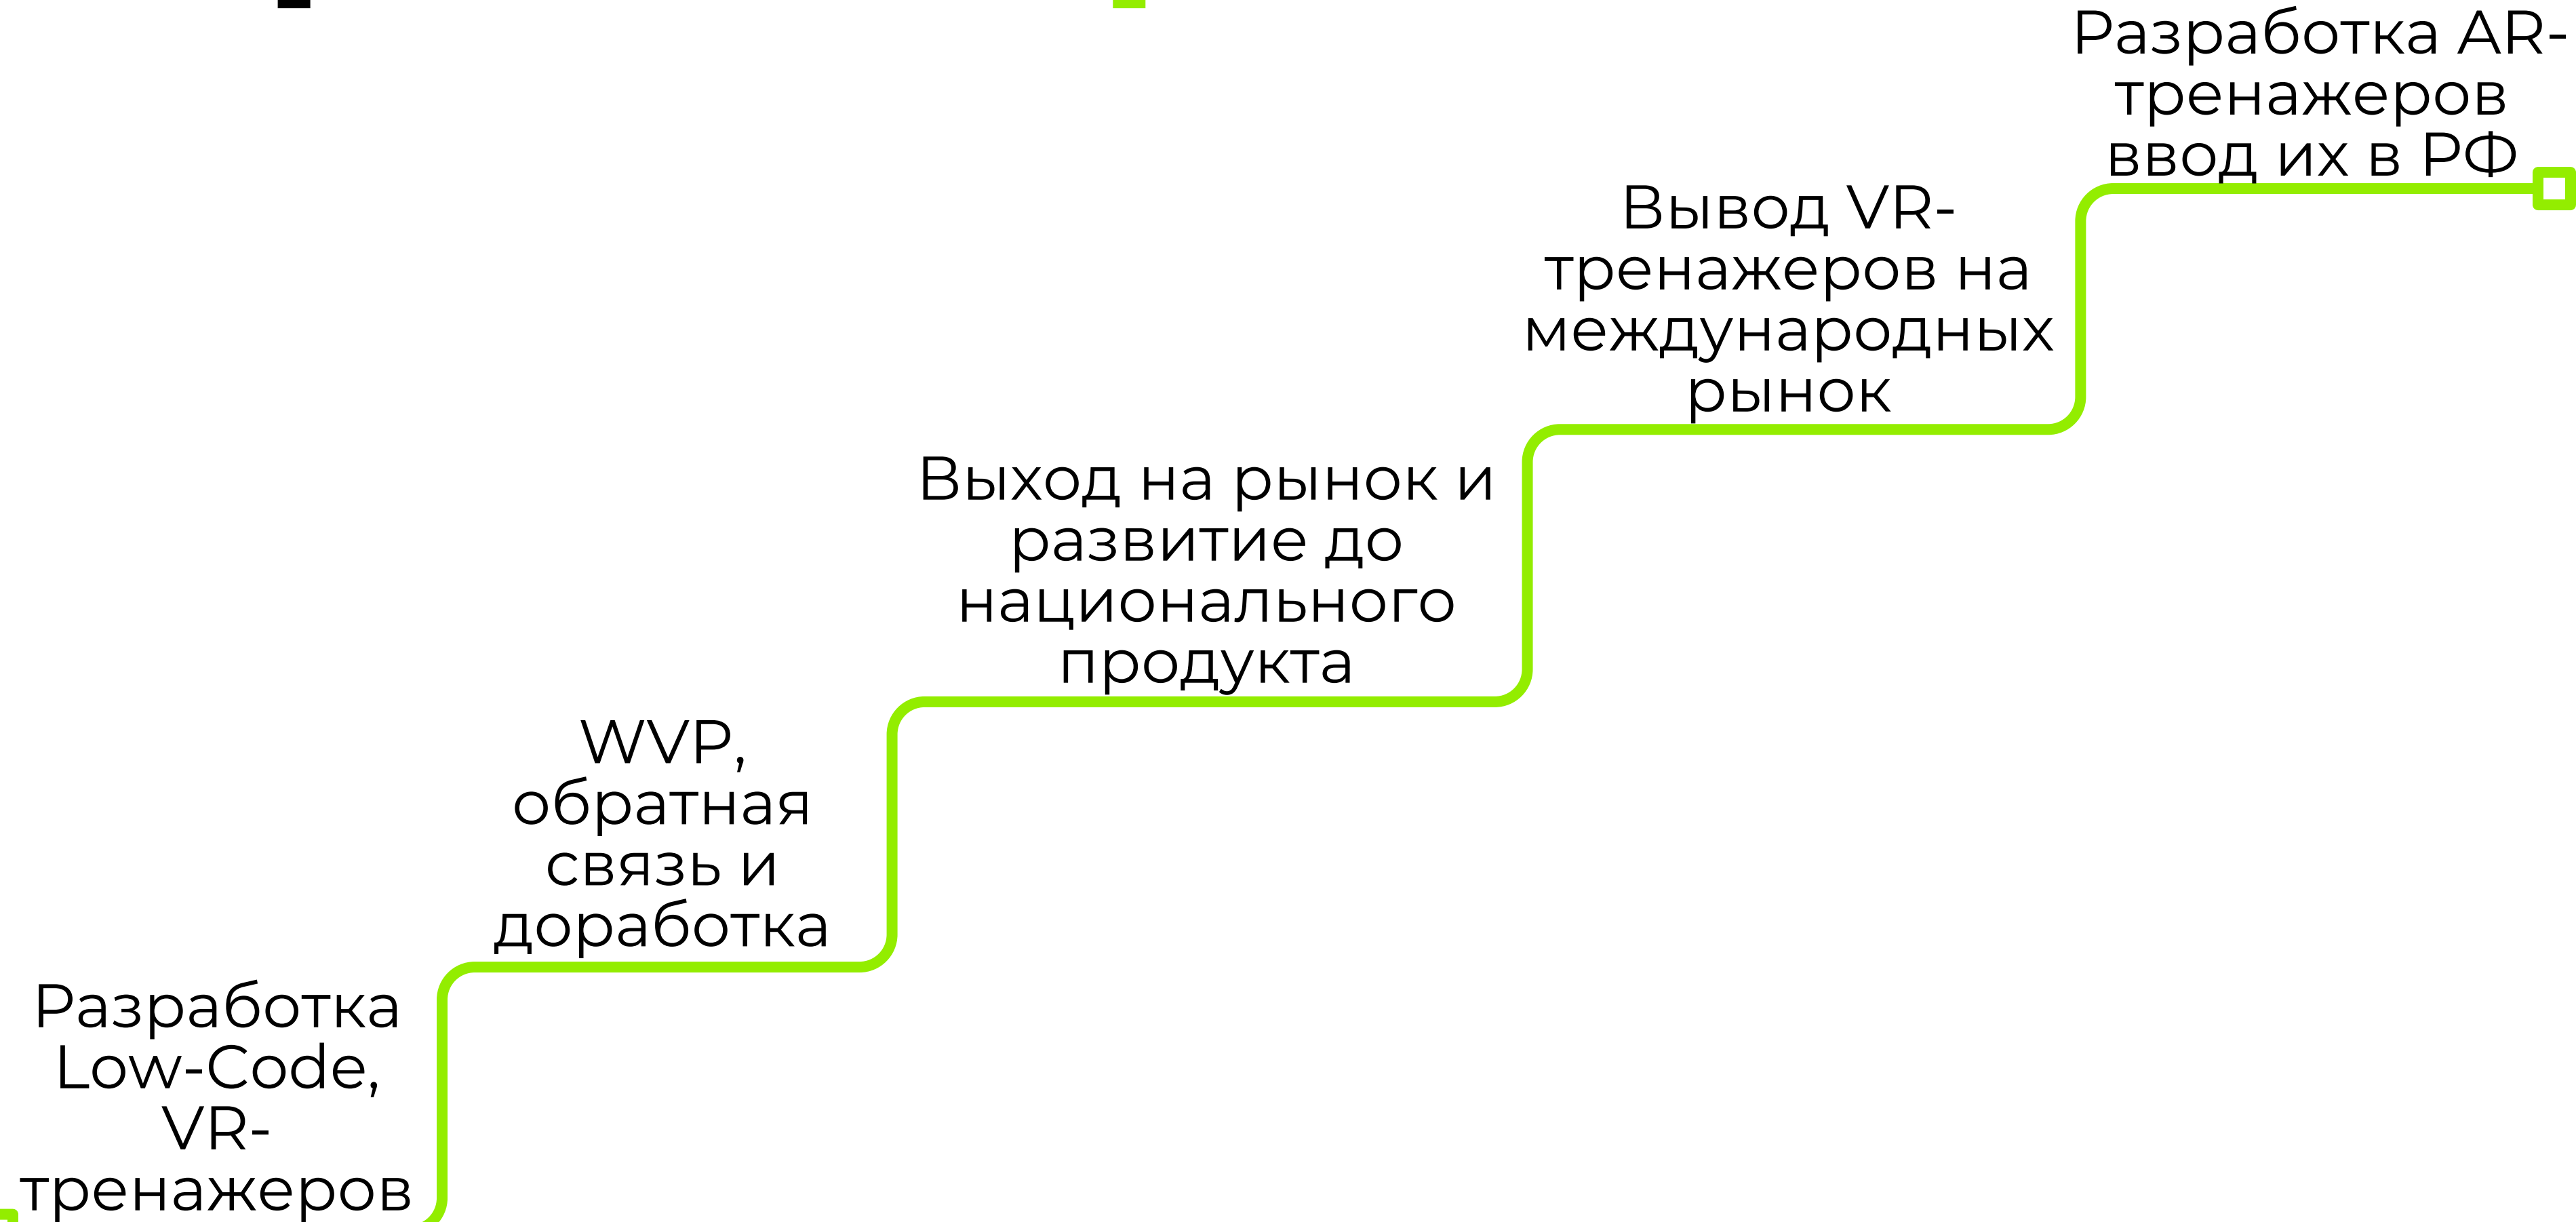 Разработка AR-
тренажеров
ввод их в РФ
Вывод VR-
тренажеров на
международных
рынок
Выход на рынок и
развитие до
национального
продукта
WVP,
обратная
связь и
доработка
Разработка
Low-Code,
VR-
тренажеров